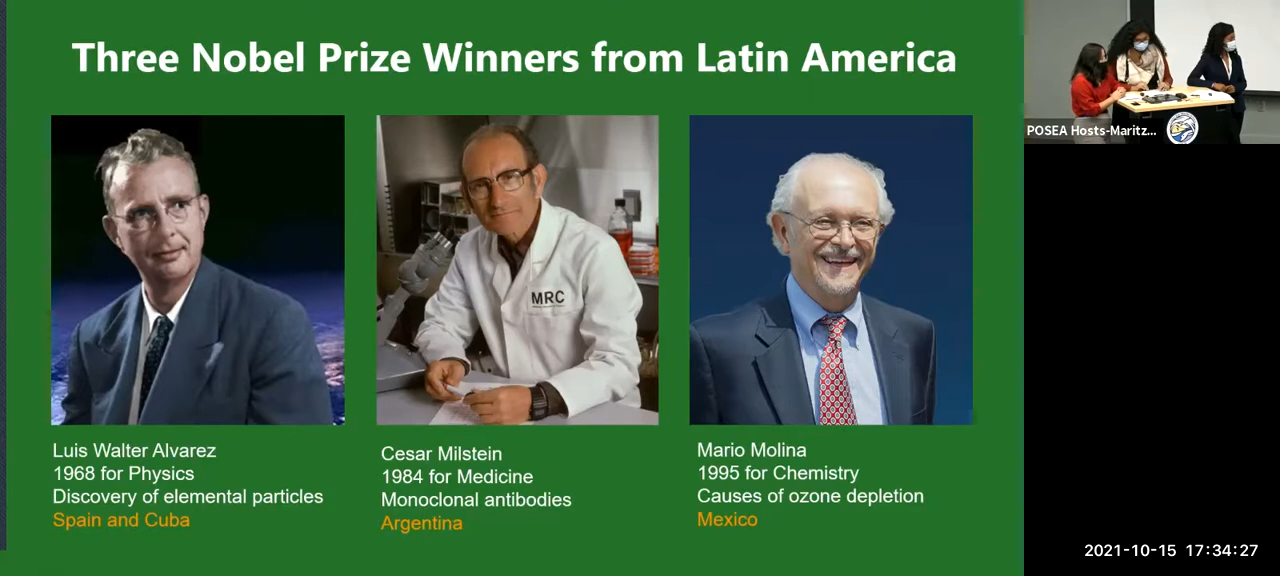 Three Nobel Prize Winners from Latin America
MRC
Luis Walter Alvarez
1968 for Physics
Discovery of elemental particles
Spain and Cuba
Cesar Milstein
1984 for Medicine
Monoclonal antibodies
Argentina
Mario Molina
1995 for Chemistry
Causes of ozone depletion
Mexico
POSEA Hosts-Maritz...
2021-10-15 17:34:27